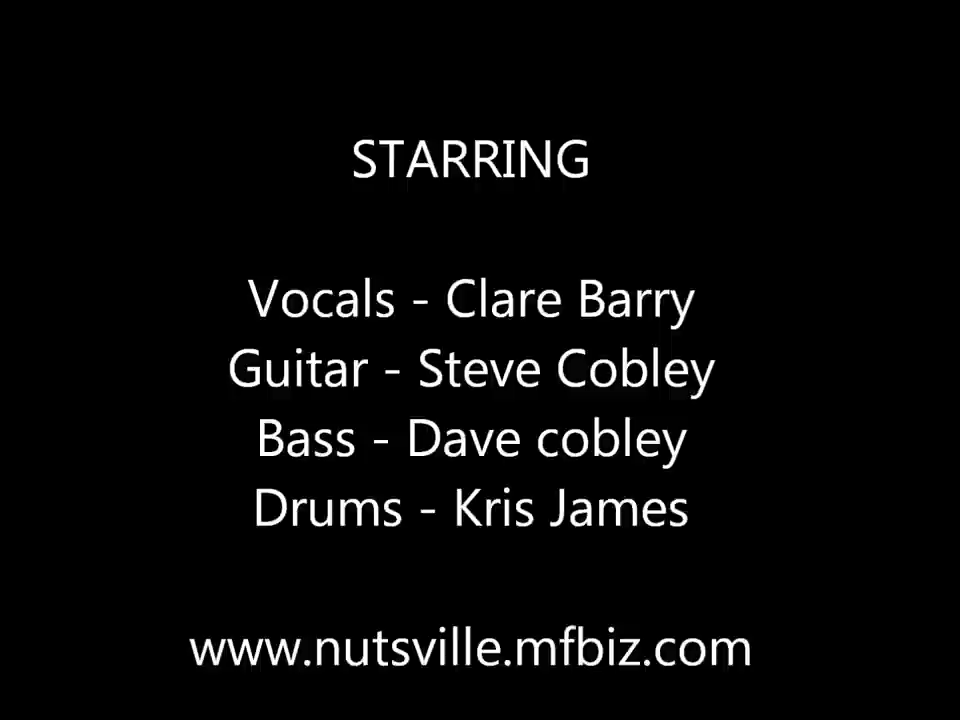 STARRING
Vocals - Clare Barry
Guitar - Steve Cobley
Bass - Dave cobley
Drums - Kris James
www.nutsville.mfbiz.com